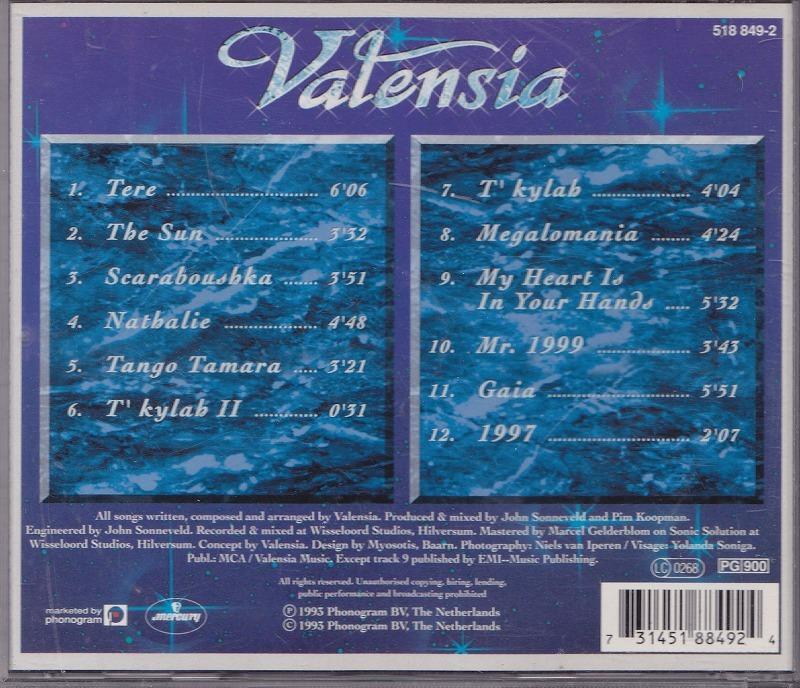 518 849-2
Valensia
1. Tere .......................... 6'06
2. The Sun .................. 3'32
3. Scaraboushka ...... 3'51
4. Nathalie ................ 4'48
5. Tango Tamara ..... 3'21
6. T' kylah II ............ 0'31
7. T' kylah ................. 4'04
8. Megalomania ....... 4'24
9. My Heart Is
In Your Hands ..... 5'32
10. Mr. 1999 ................ 3'43
11. Gaia ...................... 5'51
12. 1997 ....................... 2'07
All songs written, composed and arranged by Valensia. Produced & mixed by John Sonneveld and Pim Koopman.
Engineered by John Sonneveld. Recorded & mixed at Wisseloord Studios, Hilversum. Mastered by Marcel Gelderblom on Sonic Solution at
Wisseloord Studios, Hilversum. Concept by Valensia. Design by Myosotis, Baarn. Photography: Niels van Iperen / Visage: Yolanda Soniga.
Publ.: MCA / Valensia Music, Except track 9 published by EMI–Music Publishing.
LC 0268
PG 900
All rights reserved. Unauthorised copying, hiring, lending,
public performance and broadcasting prohibited
marketed by
phonogram
mercury
Ⓟ 1993 Phonogram BV, The Netherlands
© 1993 Phonogram BV, The Netherlands
7 31451 88492 4